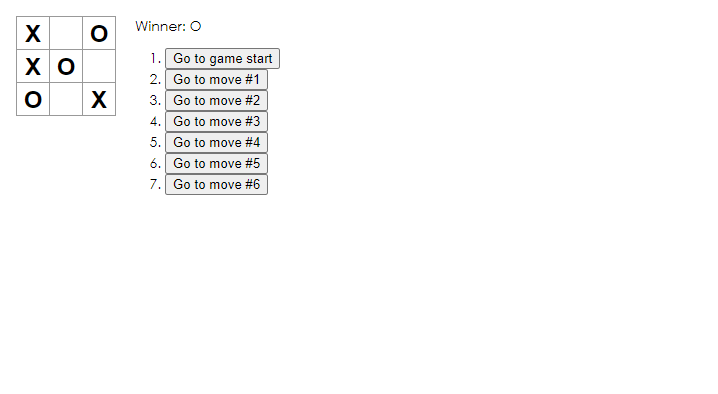 X O
X O
O X
Winner: O
1. Go to game start
2. Go to move #1
3. Go to move #2
4. Go to move #3
5. Go to move #4
6. Go to move #5
7. Go to move #6